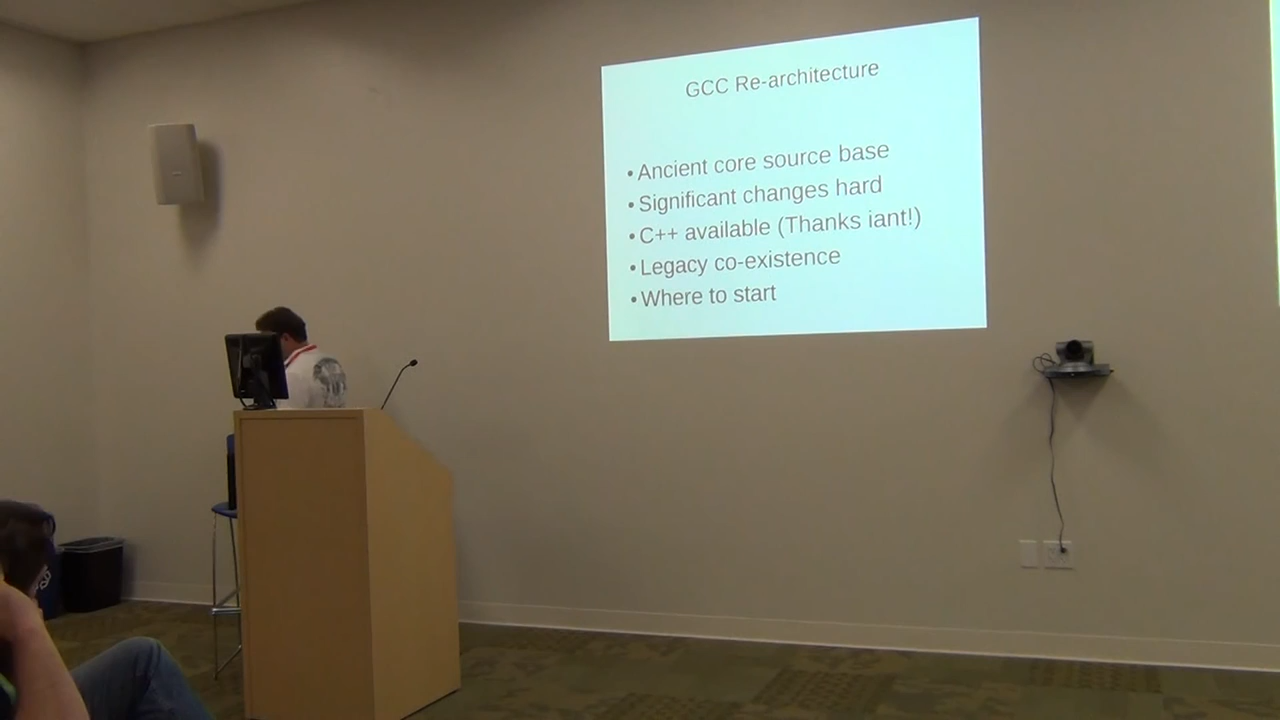 GCC Re-architecture
• Ancient core source base
• Significant changes hard
• C++ available (Thanks iant!)
• Legacy co-existence
• Where to start